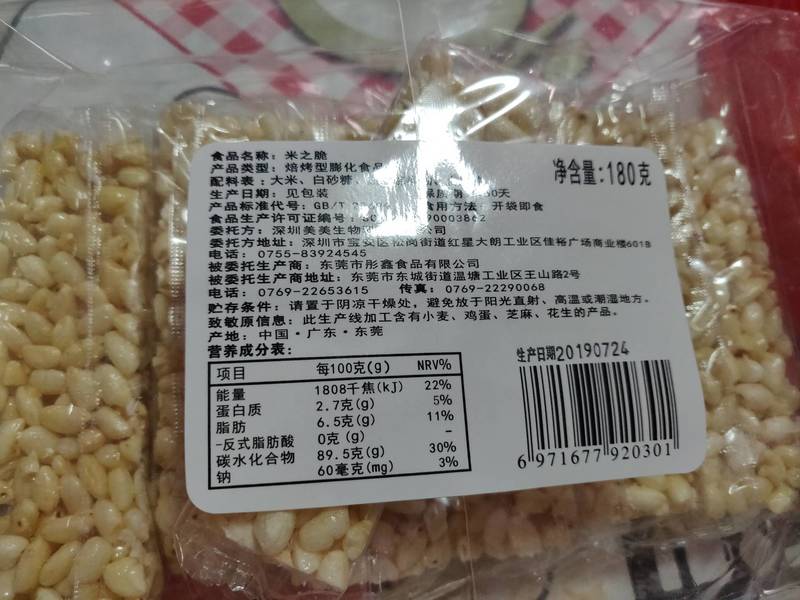 食品名称：米之脆
产品类型：焙烤型膨化食品
净含量:180克
配料表：大米、白砂糖、
生产日期：见包装
天
产品标准代号：GB/T
食用方法：开袋即食
食品生产许可证编号：
90003862
委托方：深圳美美生物
公司
委托方地址：深圳市宝安区松岗街道红星大朗工业区佳裕广场商业楼601B
电话： 0755-83924545
被委托生产商：东莞市彤鑫食品有限公司
被委托生产商地址：东莞市东城街道温塘工业区王山路2号
电话：0769-22653615 传真：0769-22290068
贮存条件：请置于阴凉干燥处，避免放于阳光直射、高温或潮湿地方。
致敏原信息：此生产线加工含有小麦、鸡蛋、芝麻、花生的产品。
产地：中国·广东·东莞
营养成分表：
项目 每100克(g) NRV%
能量 1808千焦(kJ) 22%
蛋白质 2.7克(g) 5%
脂肪 6.5克(g) 11%
-反式脂肪酸 0克(g) -
碳水化合物 89.5克(g) 30%
钠 60毫克(mg) 3%
生产日期20190724
6 971677 920301